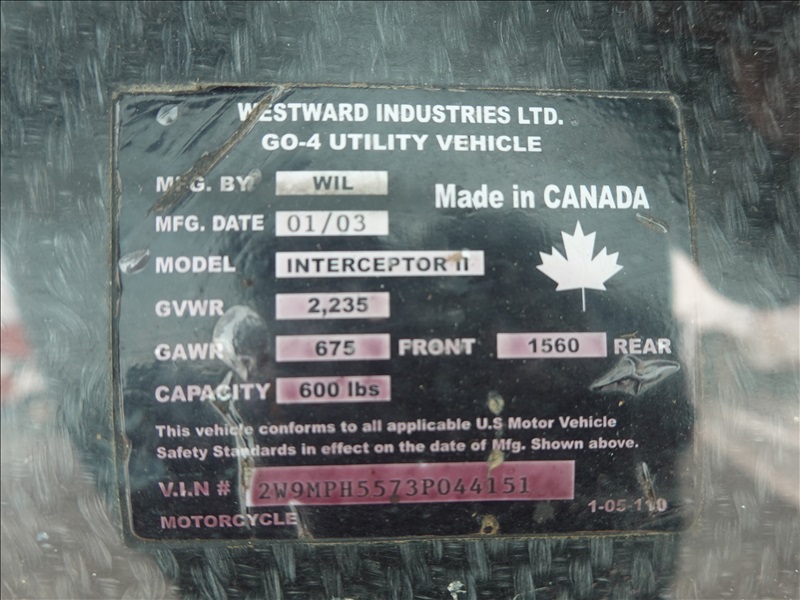 WESTWARD INDUSTRIES LTD.
GO-4 UTILITY VEHICLE
MFG. BY WIL
Made in CANADA
MFG. DATE 01/03
MODEL INTERCEPTOR II
GVWR 2,235
GAWR 675 FRONT 1560 REAR
CAPACITY 600 lbs
This vehicle conforms to all applicable U.S Motor Vehicle
Safety Standards in effect on the date of Mfg. Shown above.
V.I.N # 2W9MPH5573P044151
MOTORCYCLE 1-05-110